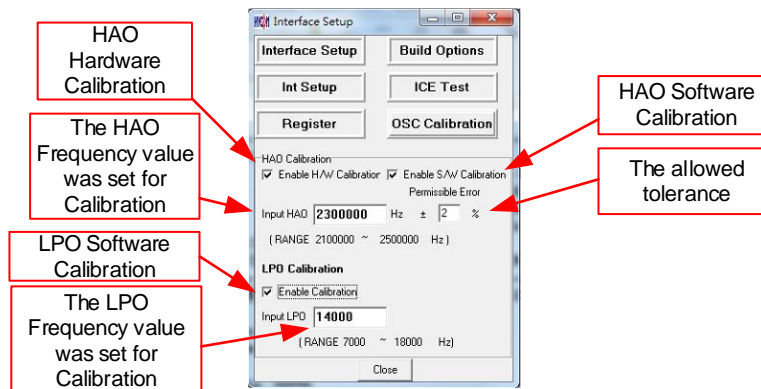 HAO
Hardware
Calibration
The HAO
Frequency value
was set for
Calibration
LPO Software
Calibration
The LPO
Frequency value
was set for
Calibration
Interface Setup
Interface Setup Build Options
Int Setup ICE Test
Register OSC Calibration
HAO Calibration
Enable H/W Calibration Enable S/W Calibration
Permissible Error
Input HAO 2300000 Hz ± 2 %
( RANGE 2100000 ~ 2500000 Hz )
LPO Calibration
Enable Calibration
Input LPO 14000
( RANGE 7000 ~ 18000 Hz)
Close
HAO Software
Calibration
The allowed
tolerance